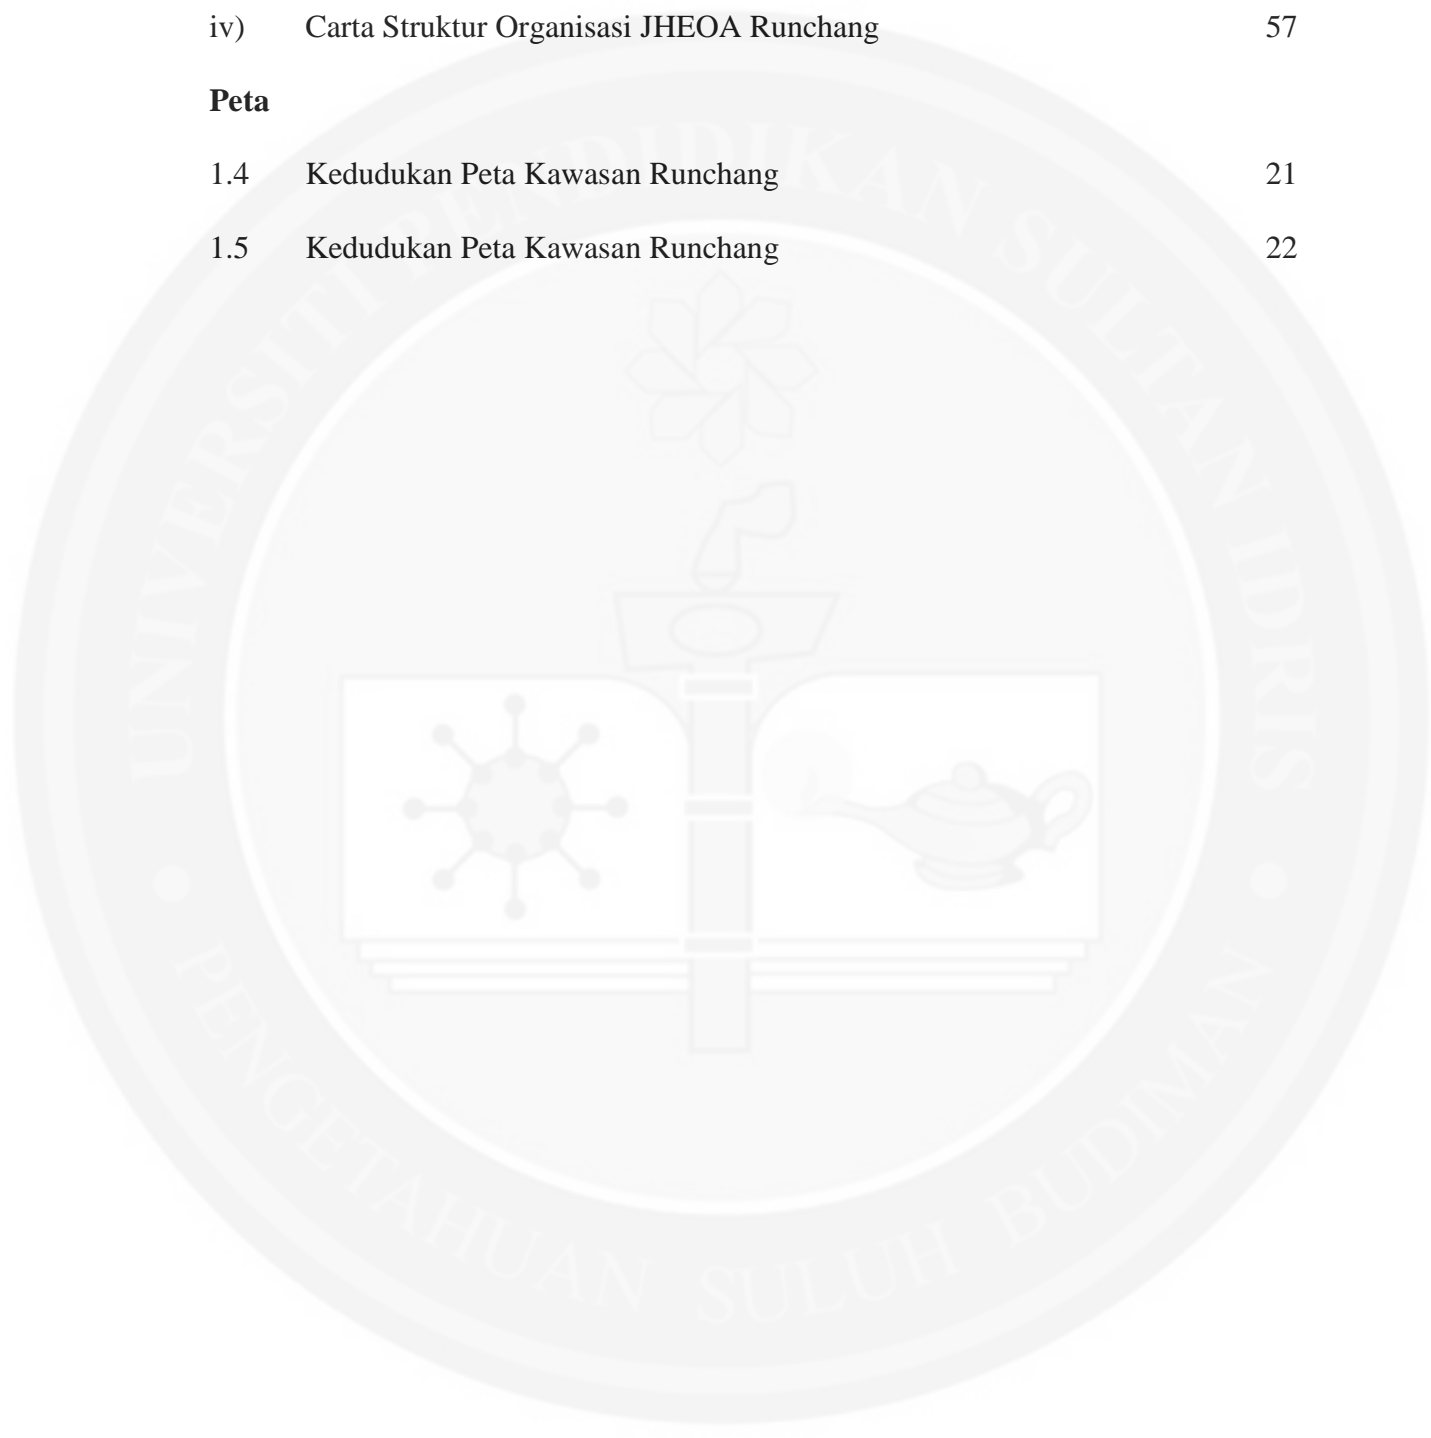 iv) Carta Struktur Organisasi JHEOA Runchang 57
Peta
1.4 Kedudukan Peta Kawasan Runchang 21
1.5 Kedudukan Peta Kawasan Runchang 22
UNIVERSITI PENDIDIKAN SULTAN IDRIS
PENGETAHUAN SULUH BUDIMAN